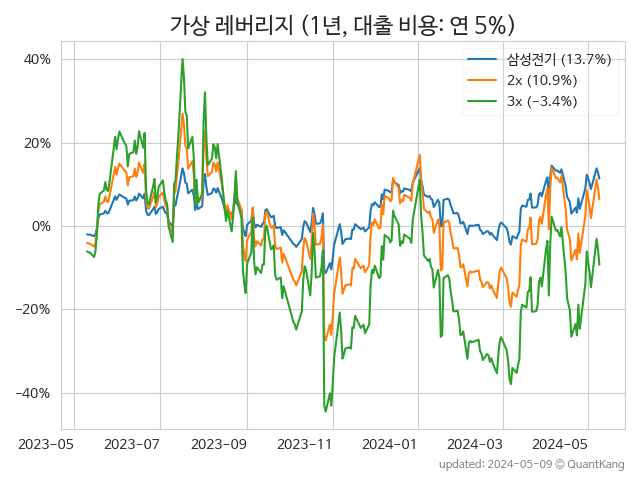 가상 레버리지 (1년, 대출 비용: 연 5%)
40%
20%
0%
−20%
−40%
삼성전기 (13.7%)
2x (10.9%)
3x (−3.4%)
2023-05 2023-07 2023-09 2023-11 2024-01 2024-03 2024-05
updated: 2024-05-09 ⓒ QuantKang